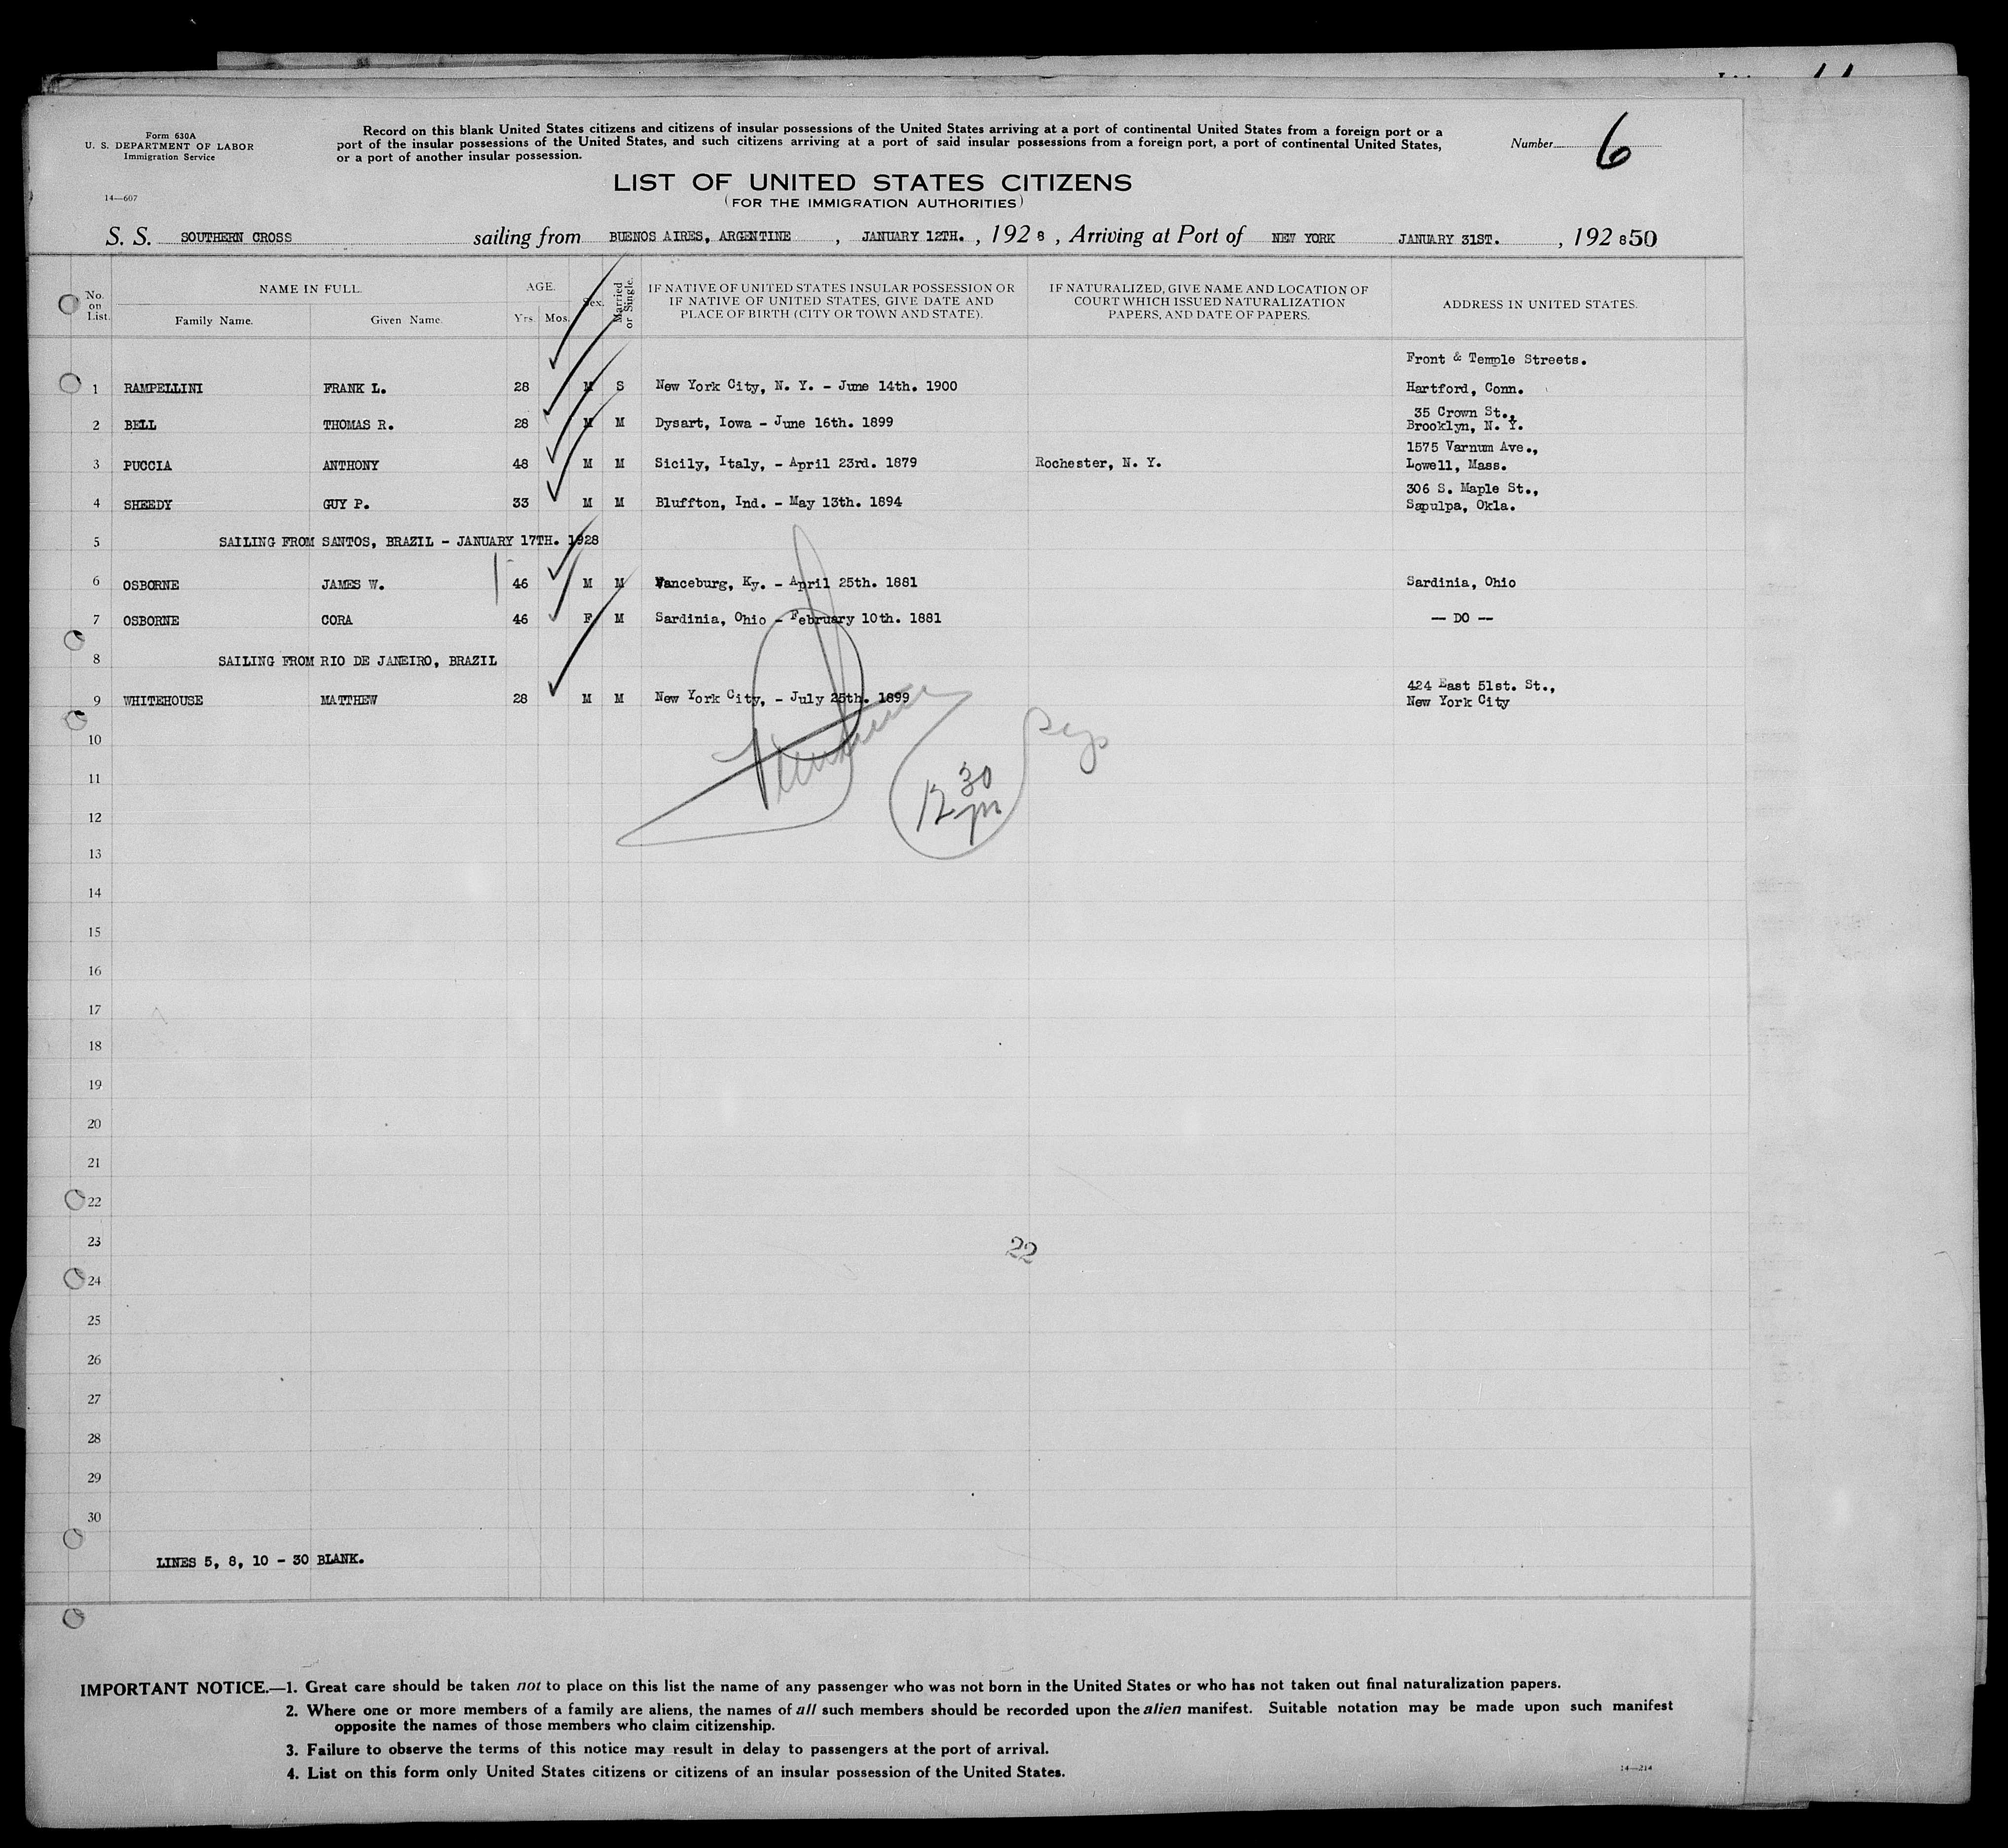 Form 630A
U. S. DEPARTMENT OF LABOR
Immigration Service
14—607
Record on this blank United States citizens and citizens of insular possessions of the United States arriving at a port of continental United States from a foreign port or a
port of the insular possessions of the United States, and such citizens arriving at a port of said insular possessions from a foreign port, a port of continental United States,
or a port of another insular possession.
Number 6
LIST OF UNITED STATES CITIZENS
(FOR THE IMMIGRATION AUTHORITIES)
S. S. SOUTHERN CROSS sailing from BUENOS AIRES, ARGENTINE , JANUARY 12TH. , 192 8 , Arriving at Port of NEW YORK JANUARY 31ST. , 192 8 50
No. on List. NAME IN FULL. AGE. Sex. Married or Single. IF NATIVE OF UNITED STATES INSULAR POSSESSION OR IF NATIVE OF UNITED STATES, GIVE DATE AND PLACE OF BIRTH (CITY OR TOWN AND STATE). IF NATURALIZED, GIVE NAME AND LOCATION OF COURT WHICH ISSUED NATURALIZATION PAPERS, AND DATE OF PAPERS. ADDRESS IN UNITED STATES.
Family Name. Given Name. Yrs. Mos.
Front & Temple Streets.
1 RAMPELLINI FRANK L. 28 M S New York City, N. Y. - June 14th. 1900 Hartford, Conn.
35 Crown St.,
2 BELL THOMAS R. 28 M M Dysart, Iowa - June 16th. 1899 Brooklyn, N. Y.
1575 Varnum Ave.,
3 PUCCIA ANTHONY 48 M M Sicily, Italy, - April 23rd. 1879 Rochester, N. Y. Lowell, Mass.
306 S. Maple St.,
4 SHEEDY GUY P. 33 M M Bluffton, Ind. - May 13th. 1894 Sapulpa, Okla.
5 SAILING FROM SANTOS, BRAZIL - JANUARY 17TH. 1928
6 OSBORNE JAMES W. 46 M M Vanceburg, Ky. - April 25th. 1881 Sardinia, Ohio
7 OSBORNE CORA 46 F M Sardinia, Ohio - February 10th. 1881 — DO —
8 SAILING FROM RIO DE JANEIRO, BRAZIL
424 East 51st. St.,
9 WHITEHOUSE MATTHEW 28 M M New York City, - July 25th. 1899 New York City
10
11
12 30
12 pm
13
14
15
16
17
18
19
20
21
22
23 22
24
25
26
27
28
29
30
LINES 5, 8, 10 - 30 BLANK.
IMPORTANT NOTICE.—1. Great care should be taken not to place on this list the name of any passenger who was not born in the United States or who has not taken out final naturalization papers.
2. Where one or more members of a family are aliens, the names of all such members should be recorded upon the alien manifest. Suitable notation may be made upon such manifest
opposite the names of those members who claim citizenship.
3. Failure to observe the terms of this notice may result in delay to passengers at the port of arrival.
4. List on this form only United States citizens or citizens of an insular possession of the United States.
14—214